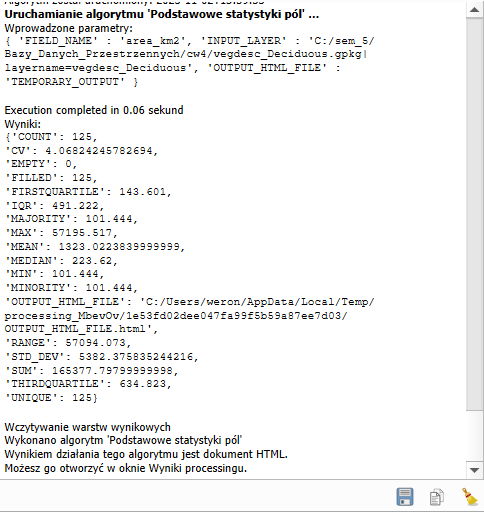 Uruchamianie algorytmu 'Podstawowe statystyki pól' ...
Wprowadzone parametry:
{ 'FIELD_NAME' : 'area_km2', 'INPUT_LAYER' : 'C:/sem_5/
Bazy_Danych_Przestrzennych/cw4/vegdesc_Deciduous.gpkg|
layername=vegdesc_Deciduous', 'OUTPUT_HTML_FILE' :
'TEMPORARY_OUTPUT' }
Execution completed in 0.06 sekund
Wyniki:
{'COUNT': 125,
'CV': 4.06824245782694,
'EMPTY': 0,
'FILLED': 125,
'FIRSTQUARTILE': 143.601,
'IQR': 491.222,
'MAJORITY': 101.444,
'MAX': 57195.517,
'MEAN': 1323.0223839999999,
'MEDIAN': 223.62,
'MIN': 101.444,
'MINORITY': 101.444,
'OUTPUT_HTML_FILE': 'C:/Users/weron/AppData/Local/Temp/
processing_MbevOv/1e53fd02dee047fa99f5b59a87ee7d03/
OUTPUT_HTML_FILE.html',
'RANGE': 57094.073,
'STD_DEV': 5382.375835244216,
'SUM': 165377.79799999998,
'THIRDQUARTILE': 634.823,
'UNIQUE': 125}
Wczytywanie warstw wynikowych
Wykonano algorytm 'Podstawowe statystyki pól'
Wynikiem działania tego algorytmu jest dokument HTML.
Możesz go otworzyć w oknie Wyniki processingu.